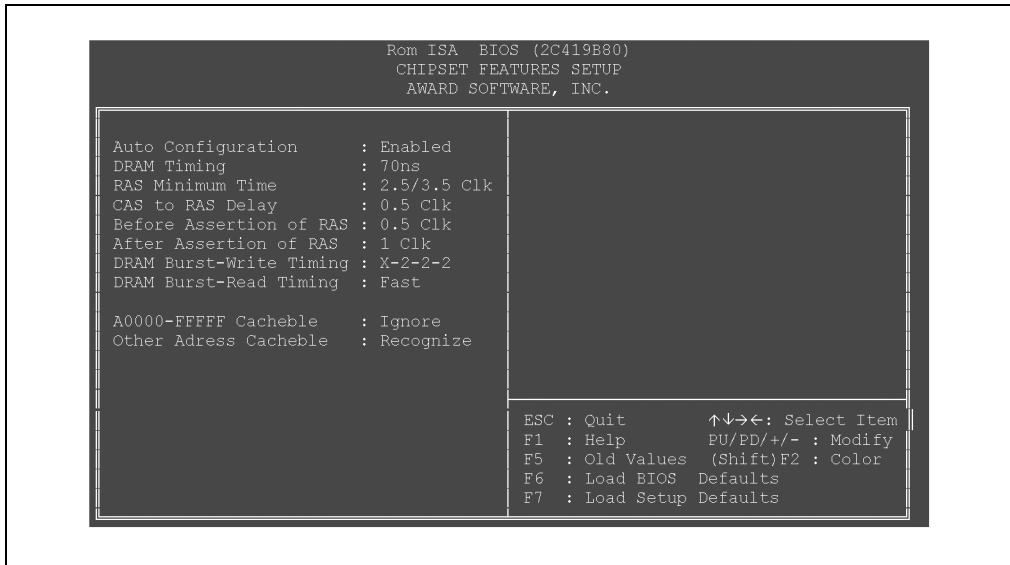 Rom ISA BIOS (2C419B80)
CHIPSET FEATURES SETUP
AWARD SOFTWARE, INC.
Auto Configuration : Enabled
DRAM Timing : 70ns
RAS Minimum Time : 2.5/3.5 Clk
CAS to RAS Delay : 0.5 Clk
Before Assertion of RAS : 0.5 Clk
After Assertion of RAS : 1 Clk
DRAM Burst-Write Timing : X-2-2-2
DRAM Burst-Read Timing : Fast
A0000-FFFFF Cacheble : Ignore
Other Adress Cacheble : Recognize
ESC : Quit ↑↓→←: Select Item
F1 : Help PU/PD/+/- : Modify
F5 : Old Values (Shift)F2 : Color
F6 : Load BIOS Defaults
F7 : Load Setup Defaults